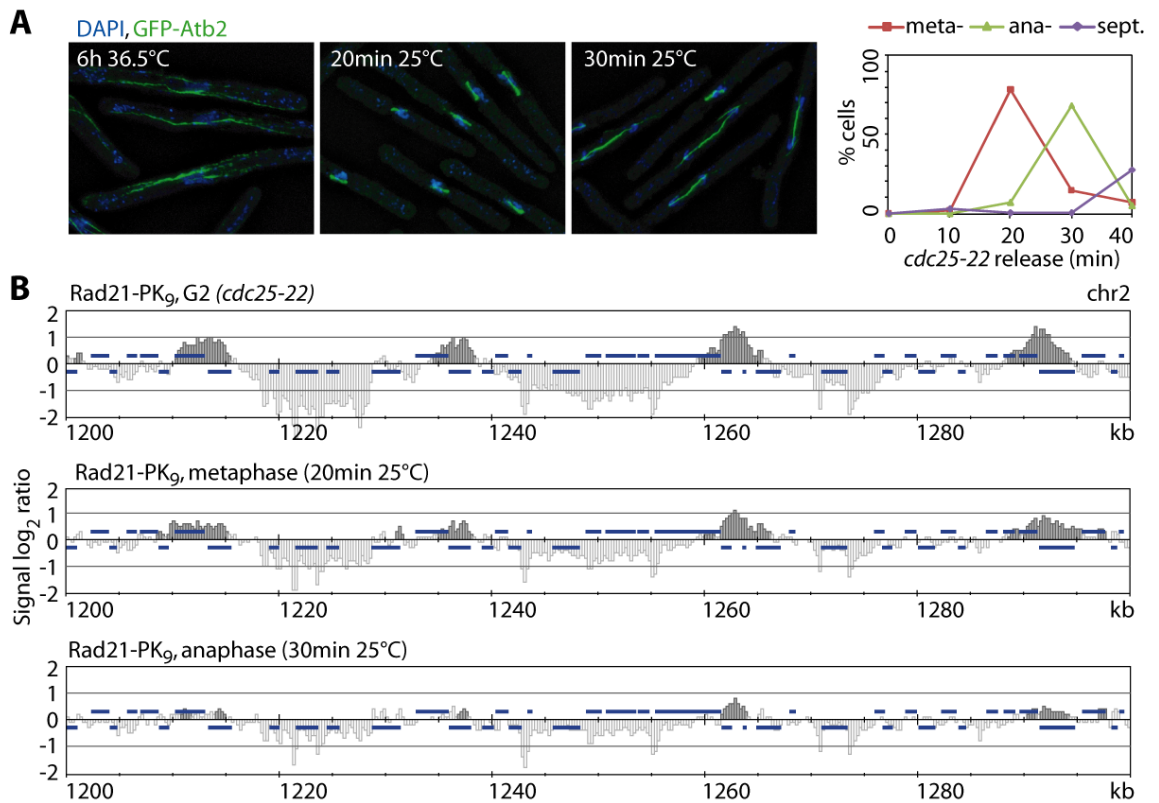 A
DAPI, GFP-Atb2
6h 36.5°C
20min 25°C
30min 25°C
meta- ana- sept.
100
50
0
% cells
0 10 20 30 40
cdc25-22 release (min)
B
Rad21-PK9, G2 (cdc25-22) chr2
2
1
0
-1
-2
1200 1220 1240 1260 1280 kb
Signal log2 ratio
Rad21-PK9, metaphase (20min 25°C)
2
1
0
-1
-2
1200 1220 1240 1260 1280 kb
Rad21-PK9, anaphase (30min 25°C)
2
1
0
-1
-2
1200 1220 1240 1260 1280 kb